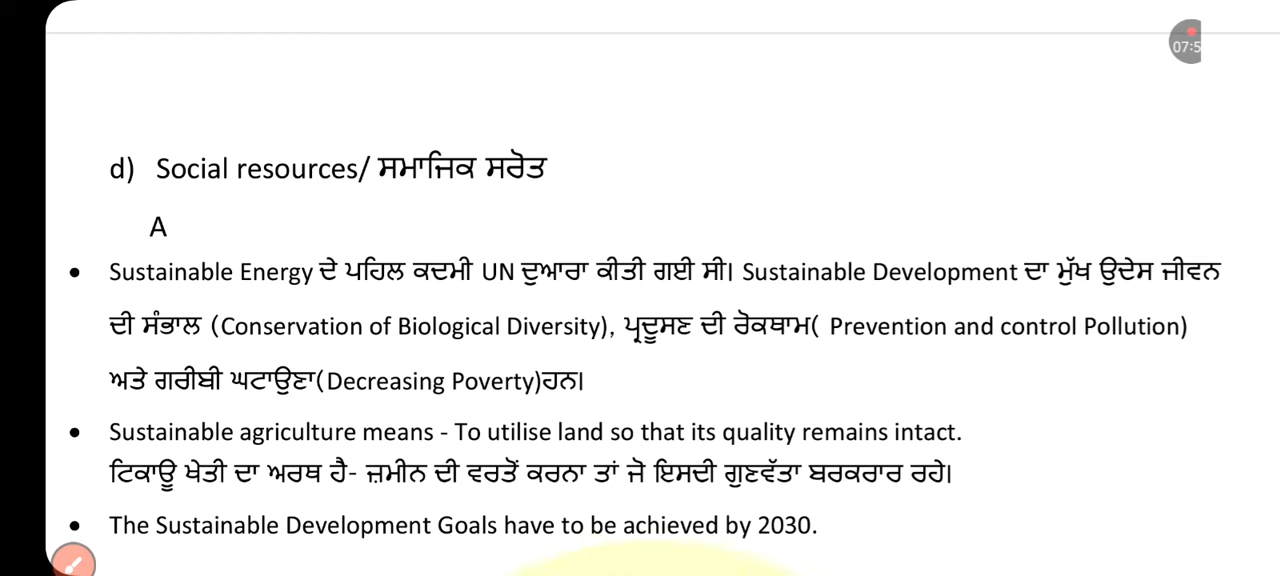 07:5
d) Social resources/ ਸਮਾਜਿਕ ਸਰੋਤ
A
• Sustainable Energy ਦੇ ਪਹਿਲ ਕਦਮੀ UN ਦੁਆਰਾ ਕੀਤੀ ਗਈ ਸੀ। Sustainable Development ਦਾ ਮੁੱਖ ਉਦੇਸ ਜੀਵਨ
ਦੀ ਸੰਭਾਲ (Conservation of Biological Diversity), ਪ੍ਰਦੂਸਣ ਦੀ ਰੋਕਥਾਮ( Prevention and control Pollution)
ਅਤੇ ਗਰੀਬੀ ਘਟਾਉਣਾ(Decreasing Poverty)ਹਨ।
• Sustainable agriculture means - To utilise land so that its quality remains intact.
ਟਿਕਾਊ ਖੇਤੀ ਦਾ ਅਰਥ ਹੈ- ਜ਼ਮੀਨ ਦੀ ਵਰਤੋਂ ਕਰਨਾ ਤਾਂ ਜੋ ਇਸਦੀ ਗੁਣਵੱਤਾ ਬਰਕਰਾਰ ਰਹੇ।
• The Sustainable Development Goals have to be achieved by 2030.